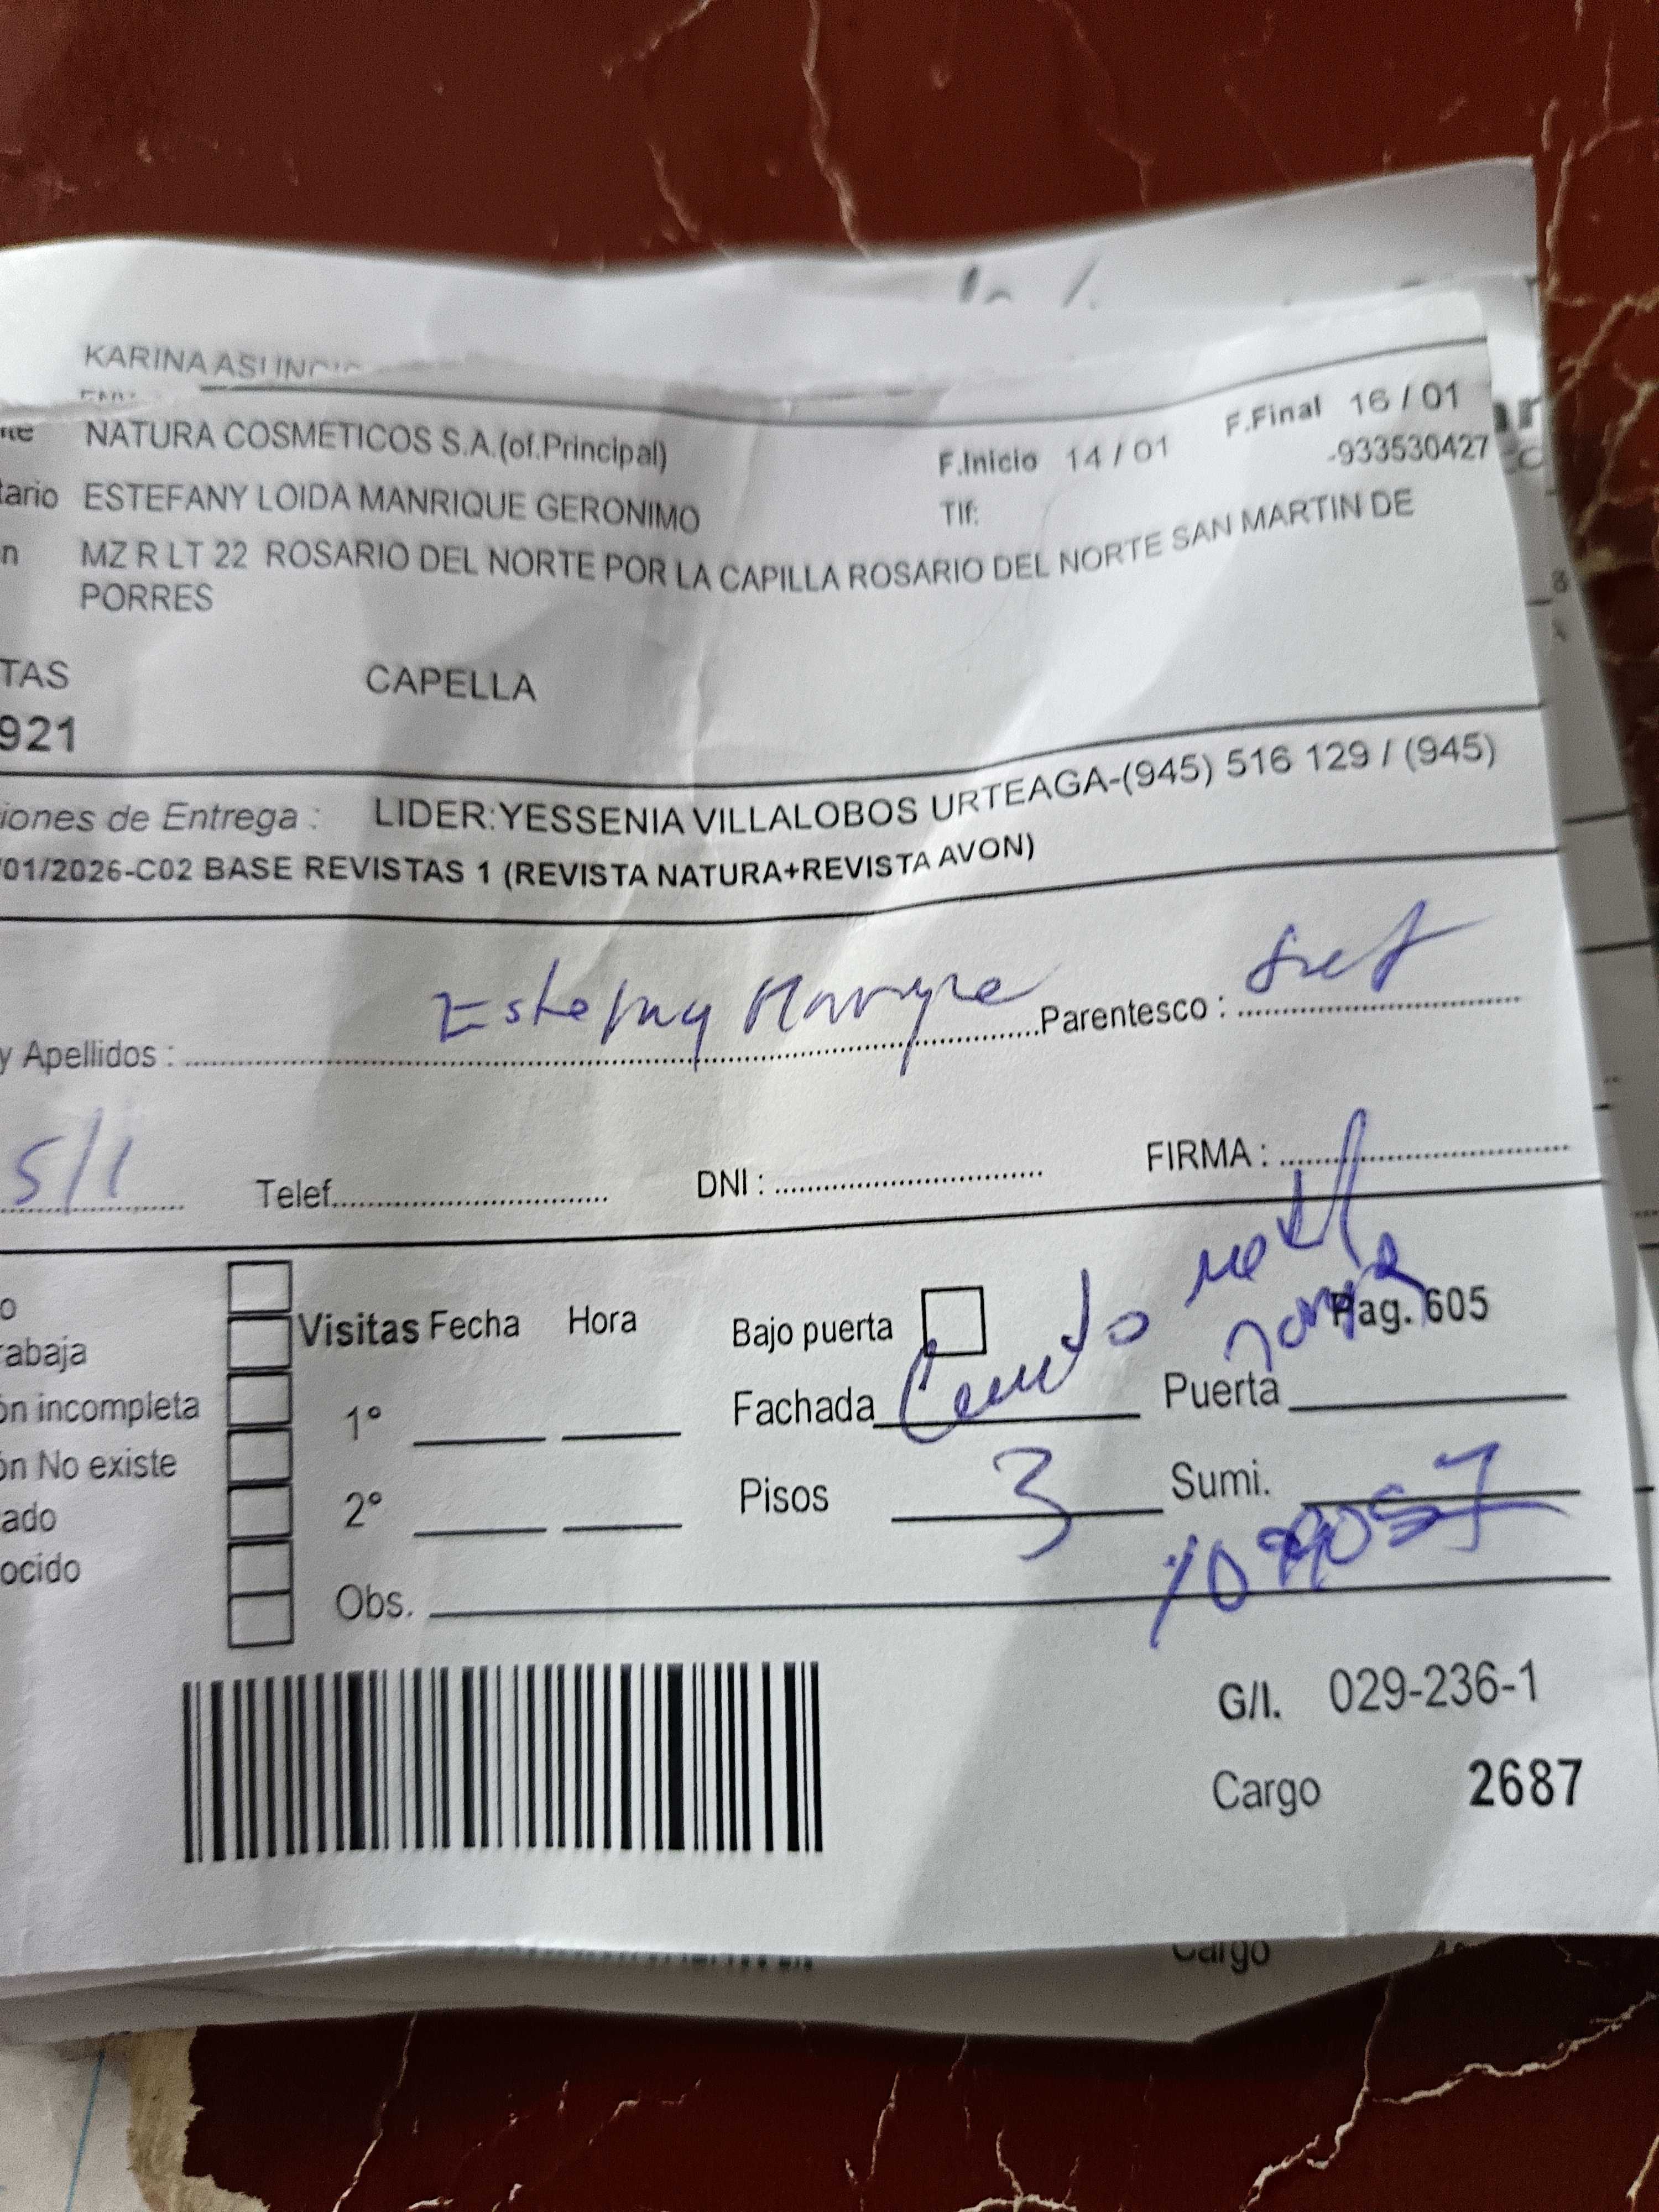 KARINA
NATURA COSMETICOS S.A.(of.Principal) F.Inicio 14 / 01 F.Final 16 / 01
tario ESTEFANY LOIDA MANRIQUE GERONIMO Tlf: -933530427
n MZ R LT 22 ROSARIO DEL NORTE POR LA CAPILLA ROSARIO DEL NORTE SAN MARTIN DE
PORRES
TAS CAPELLA
921
iones de Entrega : LIDER:YESSENIA VILLALOBOS URTEAGA-(945) 516 129 / (945)
/01/2026-C02 BASE REVISTAS 1 (REVISTA NATURA+REVISTA AVON)
y Apellidos : Estefany Manrique Parentesco :
5/1 Telef. DNI : FIRMA :
o
Visitas Fecha Hora Bajo puerta Pag. 605
rabaja
ón incompleta 1° Fachada Puerta
ón No existe
ado 2° Pisos 3 Sumi.
ocido
Obs.
G/I. 029-236-1
Cargo 2687
Cargo